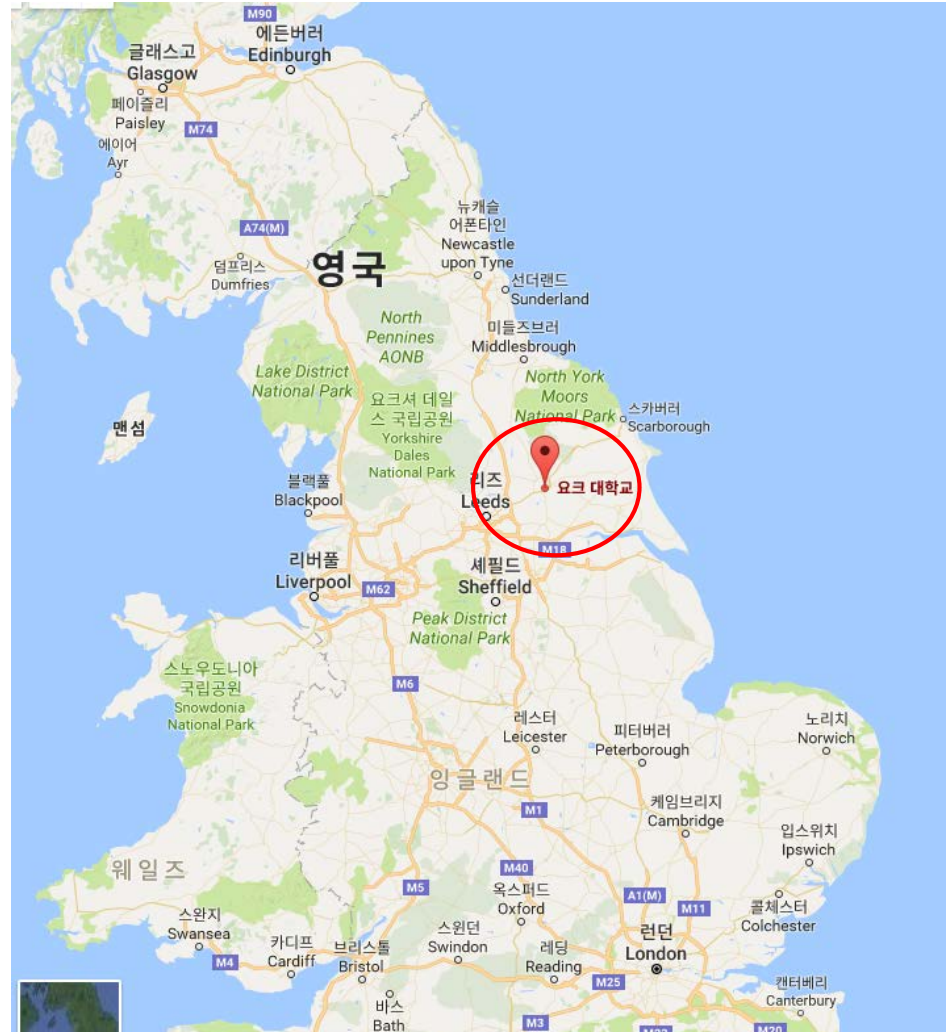 M90
에든버러
Edinburgh
글래스고
Glasgow
페이즐리
Paisley
M74
에이어
Ayr
뉴캐슬
어폰타인
Newcastle
upon Tyne
A74(M)
덤프리스
Dumfries
영국
선더랜드
Sunderland
North
Pennines
AONB
미들즈브러
Middlesbrough
Lake District
National Park
North York
Moors
National Park
요크셔 데일
스 국립공원
Yorkshire
Dales
National Park
스카버러
Scarborough
맨섬
블랙풀
Blackpool
리즈
Leeds
요크 대학교
M18
리버풀
Liverpool
M62
셰필드
Sheffield
Peak District
National Park
스노우도니아
국립공원
Snowdonia
National Park
M6
레스터
Leicester
피터버러
Peterborough
노리치
Norwich
잉글랜드
M1
케임브리지
Cambridge
입스위치
Ipswich
웨일즈
M40
M5
옥스퍼드
Oxford
A1(M)
M11
콜체스터
Colchester
스완지
Swansea
카디프
Cardiff
M4
브리스톨
Bristol
스윈던
Swindon
레딩
Reading
런던
London
M25
캔터베리
Canterbury
바스
Bath
M3
M20